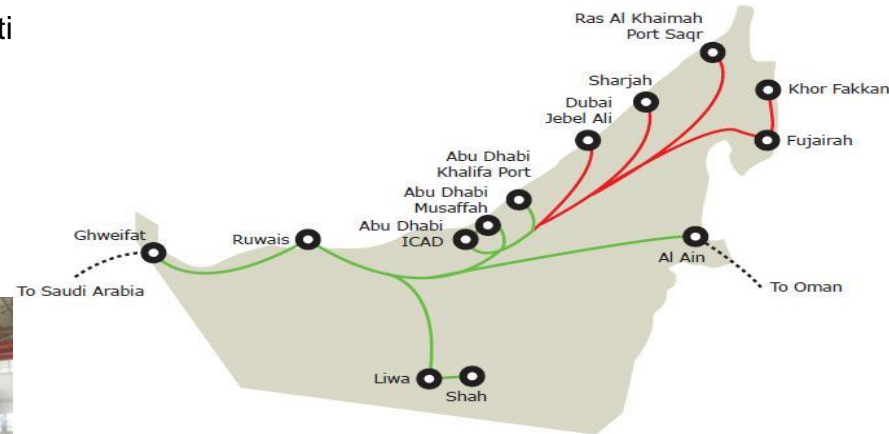 ti
Ras Al Khaimah
Port Saqr
Sharjah
Khor Fakkan
Dubai
Jebel Ali
Fujairah
Abu Dhabi
Khalifa Port
Abu Dhabi
Musaffah
Abu Dhabi
ICAD
Ghweifat
Ruwais
Al Ain
To Saudi Arabia
To Oman
Liwa
Shah